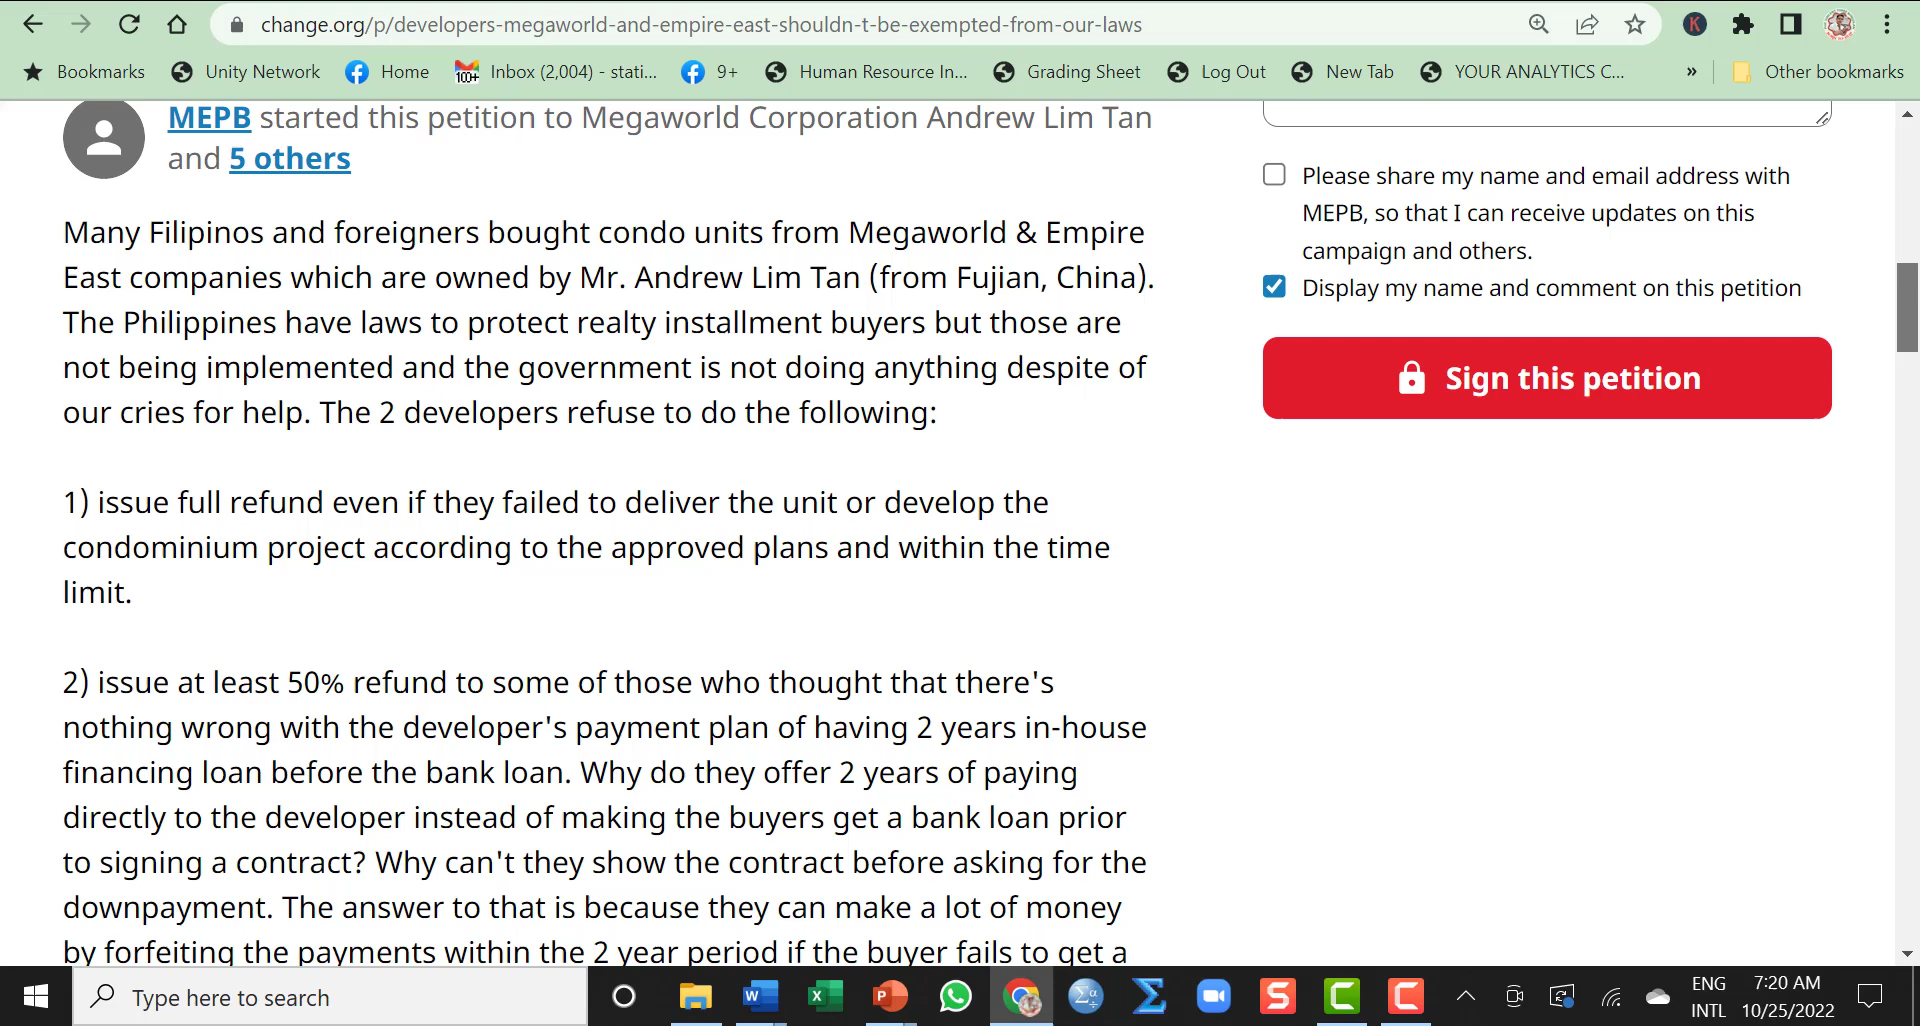 change.org/p/developers-megaworld-and-empire-east-shouldn-t-be-exempted-from-our-laws
K
Bookmarks
Unity Network
Home
100+
Inbox (2,004) - stati...
9+
Human Resource In...
Grading Sheet
Log Out
New Tab
YOUR ANALYTICS C...
»
Other bookmarks
MEPB started this petition to Megaworld Corporation Andrew Lim Tan
and 5 others
Many Filipinos and foreigners bought condo units from Megaworld & Empire
East companies which are owned by Mr. Andrew Lim Tan (from Fujian, China).
The Philippines have laws to protect realty installment buyers but those are
not being implemented and the government is not doing anything despite of
our cries for help. The 2 developers refuse to do the following:
1) issue full refund even if they failed to deliver the unit or develop the
condominium project according to the approved plans and within the time
limit.
2) issue at least 50% refund to some of those who thought that there's
nothing wrong with the developer's payment plan of having 2 years in-house
financing loan before the bank loan. Why do they offer 2 years of paying
directly to the developer instead of making the buyers get a bank loan prior
to signing a contract? Why can't they show the contract before asking for the
downpayment. The answer to that is because they can make a lot of money
by forfeiting the payments within the 2 year period if the buyer fails to get a
Please share my name and email address with
MEPB, so that I can receive updates on this
campaign and others.
Display my name and comment on this petition
Sign this petition
Type here to search
ENG
INTL
7:20 AM
10/25/2022